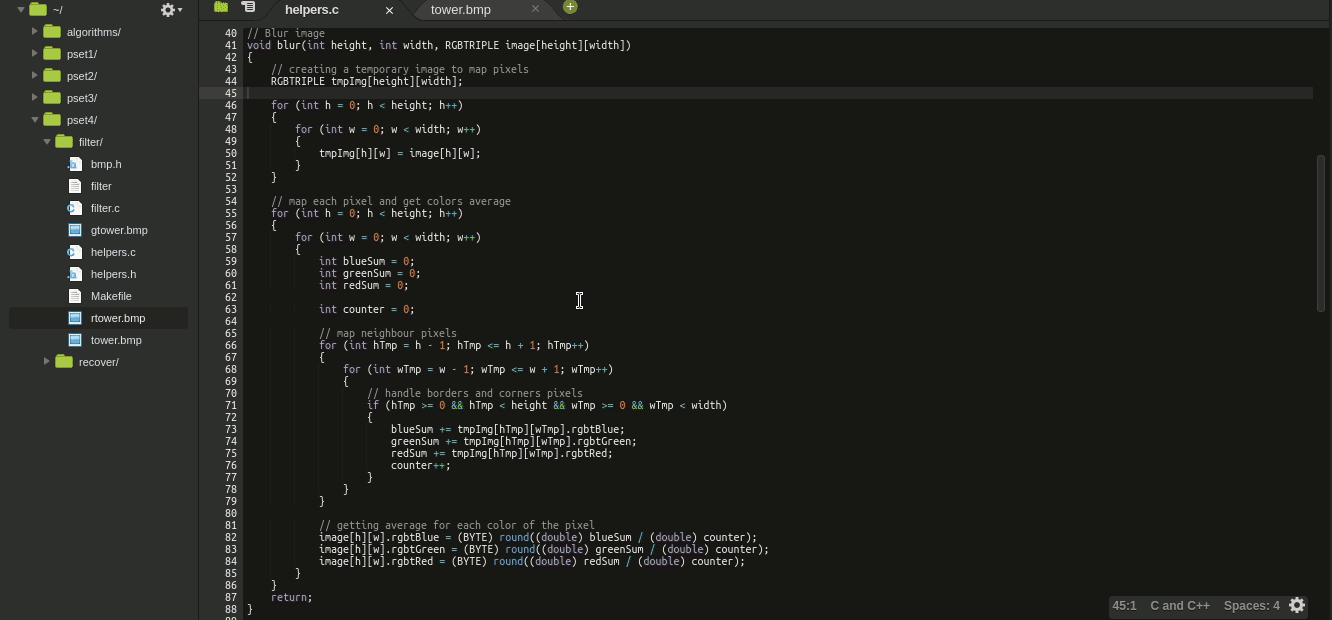 ~/
algorithms/
pset1/
pset2/
pset3/
pset4/
filter/
bmp.h
filter
filter.c
gtower.bmp
helpers.c
helpers.h
Makefile
rtower.bmp
tower.bmp
recover/
helpers.c × tower.bmp ×
40 // Blur image
41 void blur(int height, int width, RGBTRIPLE image[height][width])
42 {
43 // creating a temporary image to map pixels
44 RGBTRIPLE tmpImg[height][width];
45
46 for (int h = 0; h < height; h++)
47 {
48 for (int w = 0; w < width; w++)
49 {
50 tmpImg[h][w] = image[h][w];
51 }
52 }
53
54 // map each pixel and get colors average
55 for (int h = 0; h < height; h++)
56 {
57 for (int w = 0; w < width; w++)
58 {
59 int blueSum = 0;
60 int greenSum = 0;
61 int redSum = 0;
62
63 int counter = 0;
64
65 // map neighbour pixels
66 for (int hTmp = h - 1; hTmp <= h + 1; hTmp++)
67 {
68 for (int wTmp = w - 1; wTmp <= w + 1; wTmp++)
69 {
70 // handle borders and corners pixels
71 if (hTmp >= 0 && hTmp < height && wTmp >= 0 && wTmp < width)
72 {
73 blueSum += tmpImg[hTmp][wTmp].rgbtBlue;
74 greenSum += tmpImg[hTmp][wTmp].rgbtGreen;
75 redSum += tmpImg[hTmp][wTmp].rgbtRed;
76 counter++;
77 }
78 }
79 }
80
81 // getting average for each color of the pixel
82 image[h][w].rgbtBlue = (BYTE) round((double) blueSum / (double) counter);
83 image[h][w].rgbtGreen = (BYTE) round((double) greenSum / (double) counter);
84 image[h][w].rgbtRed = (BYTE) round((double) redSum / (double) counter);
85 }
86 }
87 return;
88 }
45:1 C and C++ Spaces: 4